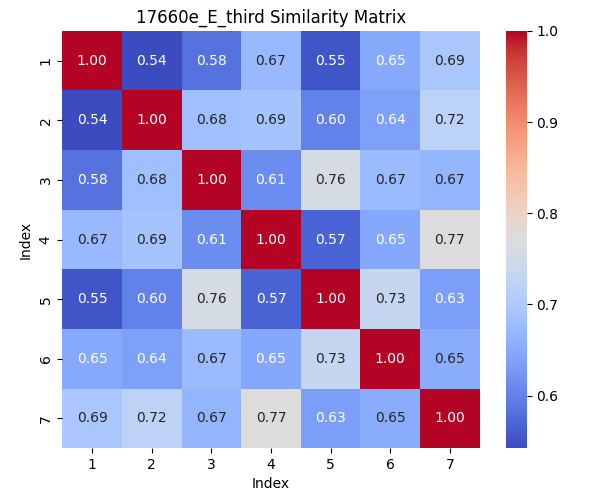 17660e_E_third Similarity Matrix
1 1.00 0.54 0.58 0.67 0.55 0.65 0.69
2 0.54 1.00 0.68 0.69 0.60 0.64 0.72
3 0.58 0.68 1.00 0.61 0.76 0.67 0.67
4 0.67 0.69 0.61 1.00 0.57 0.65 0.77
5 0.55 0.60 0.76 0.57 1.00 0.73 0.63
6 0.65 0.64 0.67 0.65 0.73 1.00 0.65
7 0.69 0.72 0.67 0.77 0.63 0.65 1.00
Index
1 2 3 4 5 6 7
Index
1.0
0.9
0.8
0.7
0.6